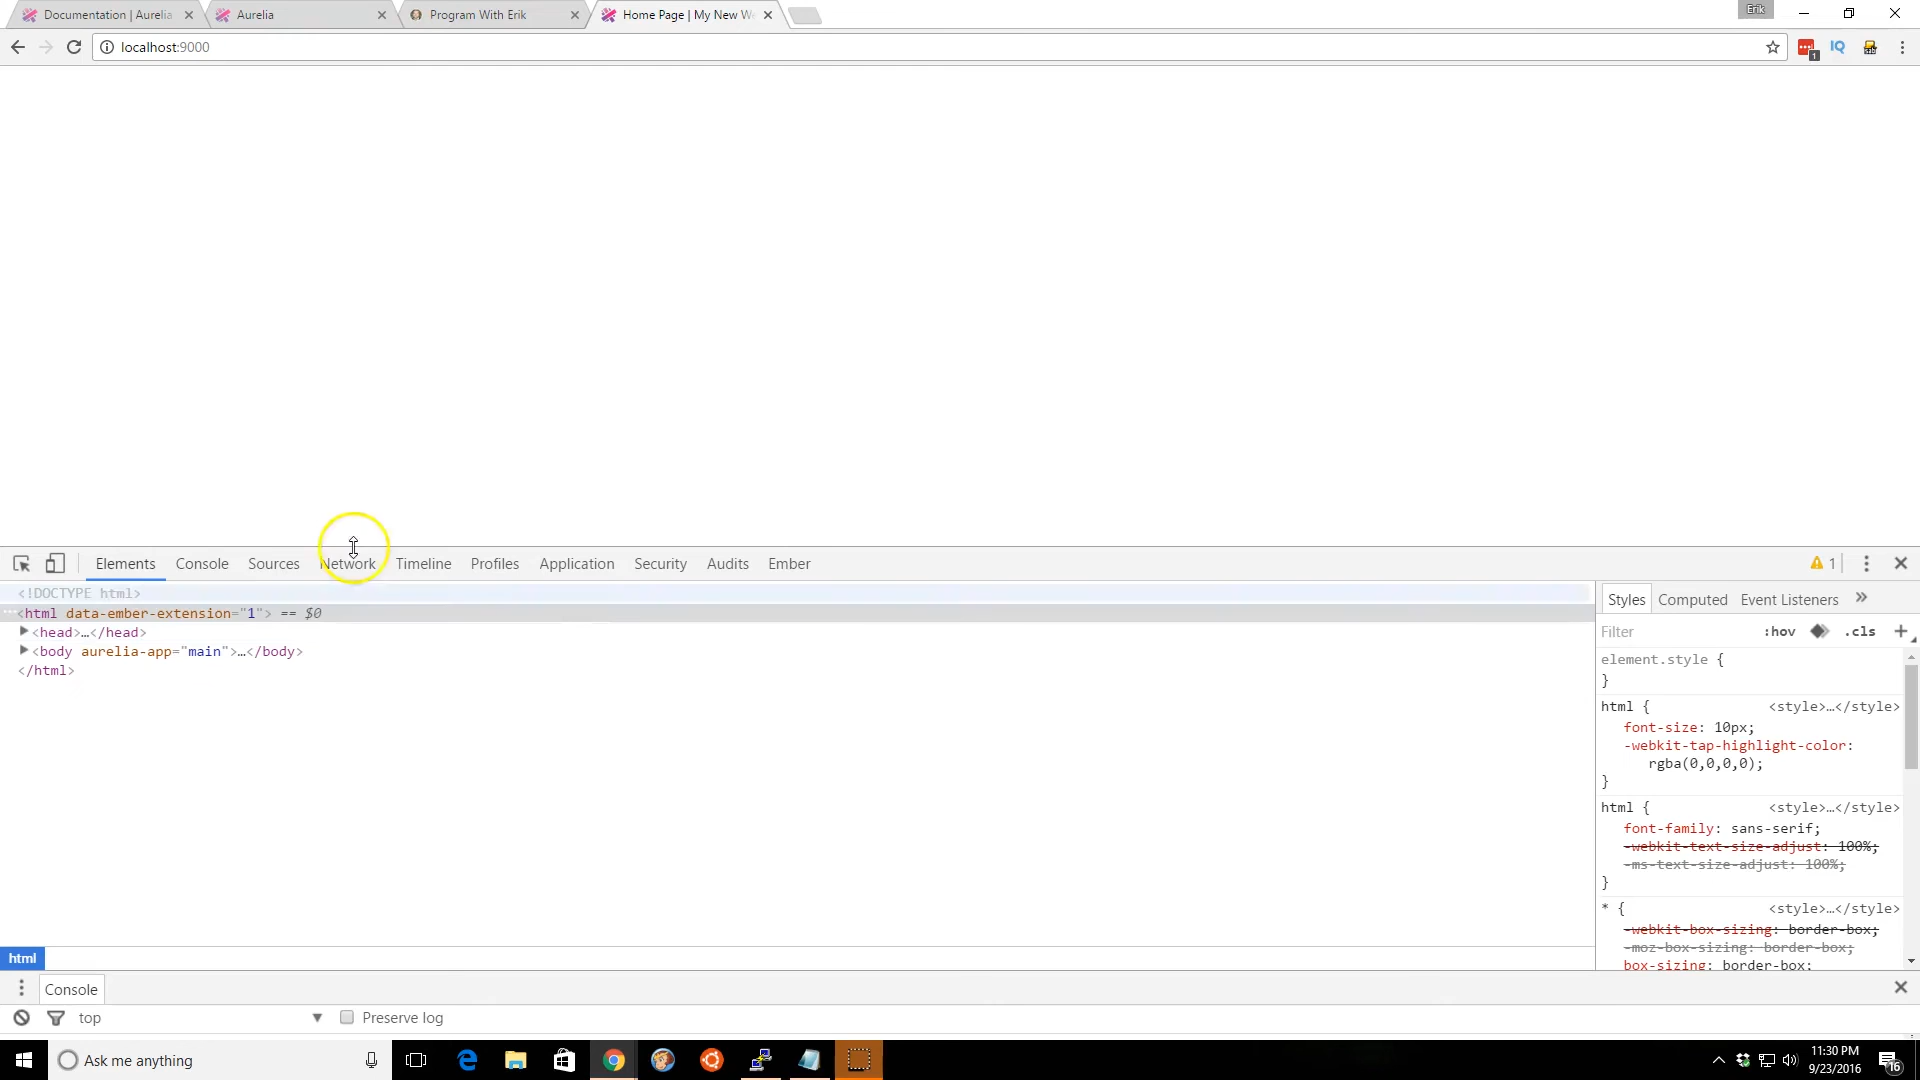 Documentation | Aurelia
Aurelia
Program With Erik
Home Page | My New W
Erik
localhost:9000
1
IQ
Elements Console Sources Network Timeline Profiles Application Security Audits Ember
1
<!DOCTYPE html>
<html data-ember-extension="1"> == $0
<head>…</head>
<body aurelia-app="main">…</body>
</html>
Styles Computed Event Listeners
Filter :hov .cls
element.style {
}
html { <style>…</style>
font-size: 10px;
-webkit-tap-highlight-color:
rgba(0,0,0,0);
}
html { <style>…</style>
font-family: sans-serif;
-webkit-text-size-adjust: 100%;
-ms-text-size-adjust: 100%;
}
* { <style>…</style>
-webkit-box-sizing: border-box;
-moz-box-sizing: border-box;
box-sizing: border-box;
html
Console
top Preserve log
Ask me anything
11:30 PM
9/23/2016
16